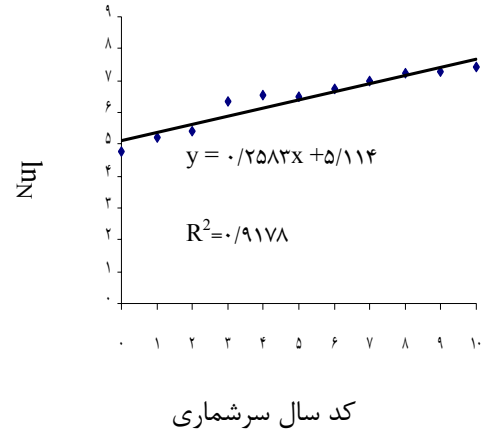 ۹
۸
۷
۶
۵
۴
۳
۲
۱
۰
lnN
y = ۰/۲۵۸۳x +۵/۱۱۴
R²=۰/۹۱۷۸
۰ ۱ ۲ ۳ ۴ ۵ ۶ ۷ ۸ ۹ ۱۰
کد سال سرشماری